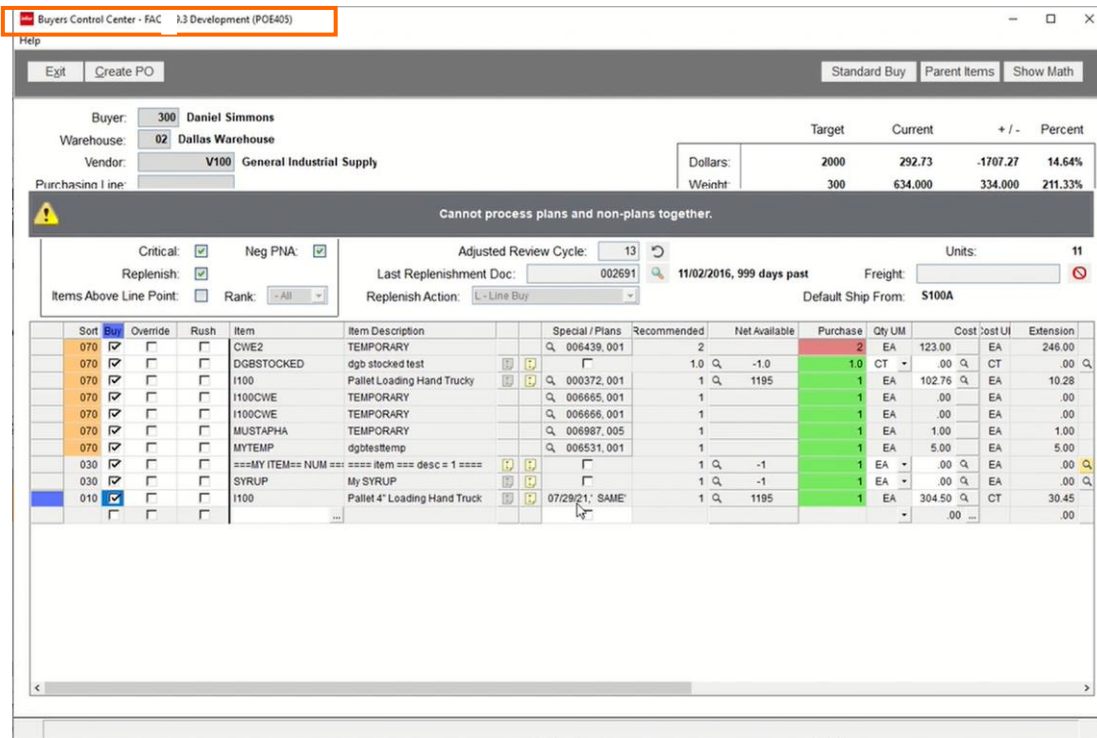 infor Buyers Control Center - FAC 9.3 Development (POE405)
Help
Exit Create PO Standard Buy Parent Items Show Math
Buyer: 300 Daniel Simmons
Target Current + / - Percent
Warehouse: 02 Dallas Warehouse
Vendor: V100 General Industrial Supply Dollars: 2000 292.73 -1707.27 14.64%
Purchasing Line: Weight: 300 634.000 334.000 211.33%
Cannot process plans and non-plans together.
Critical: Neg PNA: Adjusted Review Cycle: 13 Units: 11
Replenish: Last Replenishment Doc: 002691 11/02/2016, 999 days past Freight:
Items Above Line Point: Rank: - All Replenish Action: L - Line Buy Default Ship From: S100A
Sort Buy Override Rush Item Item Description Special / Plans Recommended Net Available Purchase Qty UM Cost Cost UM Extension
070 CWE2 TEMPORARY 006439, 001 2 2 EA 123.00 EA 246.00
070 DGBSTOCKED dgb stocked test 1.0 -1.0 1.0 CT .00 CT .00
070 I100 Pallet Loading Hand Trucky 000372, 001 1 1195 1 EA 102.76 EA 10.28
070 I100CWE TEMPORARY 006665, 001 1 1 EA .00 EA .00
070 I100CWE TEMPORARY 006666, 001 1 1 EA .00 EA .00
070 MUSTAPHA TEMPORARY 006987, 005 1 1 EA 1.00 EA 1.00
070 MYTEMP dgbtesttemp 006531, 001 1 1 EA 5.00 EA 5.00
030 ===MY ITEM== NUM === ==== item === desc = 1 ==== 1 -1 1 EA .00 EA .00
030 SYRUP My SYRUP 1 -1 1 EA .00 EA .00
010 I100 Pallet 4" Loading Hand Truck 07/29/21,' SAME' 1 1195 1 EA 304.50 CT 30.45
... .00 ... .00